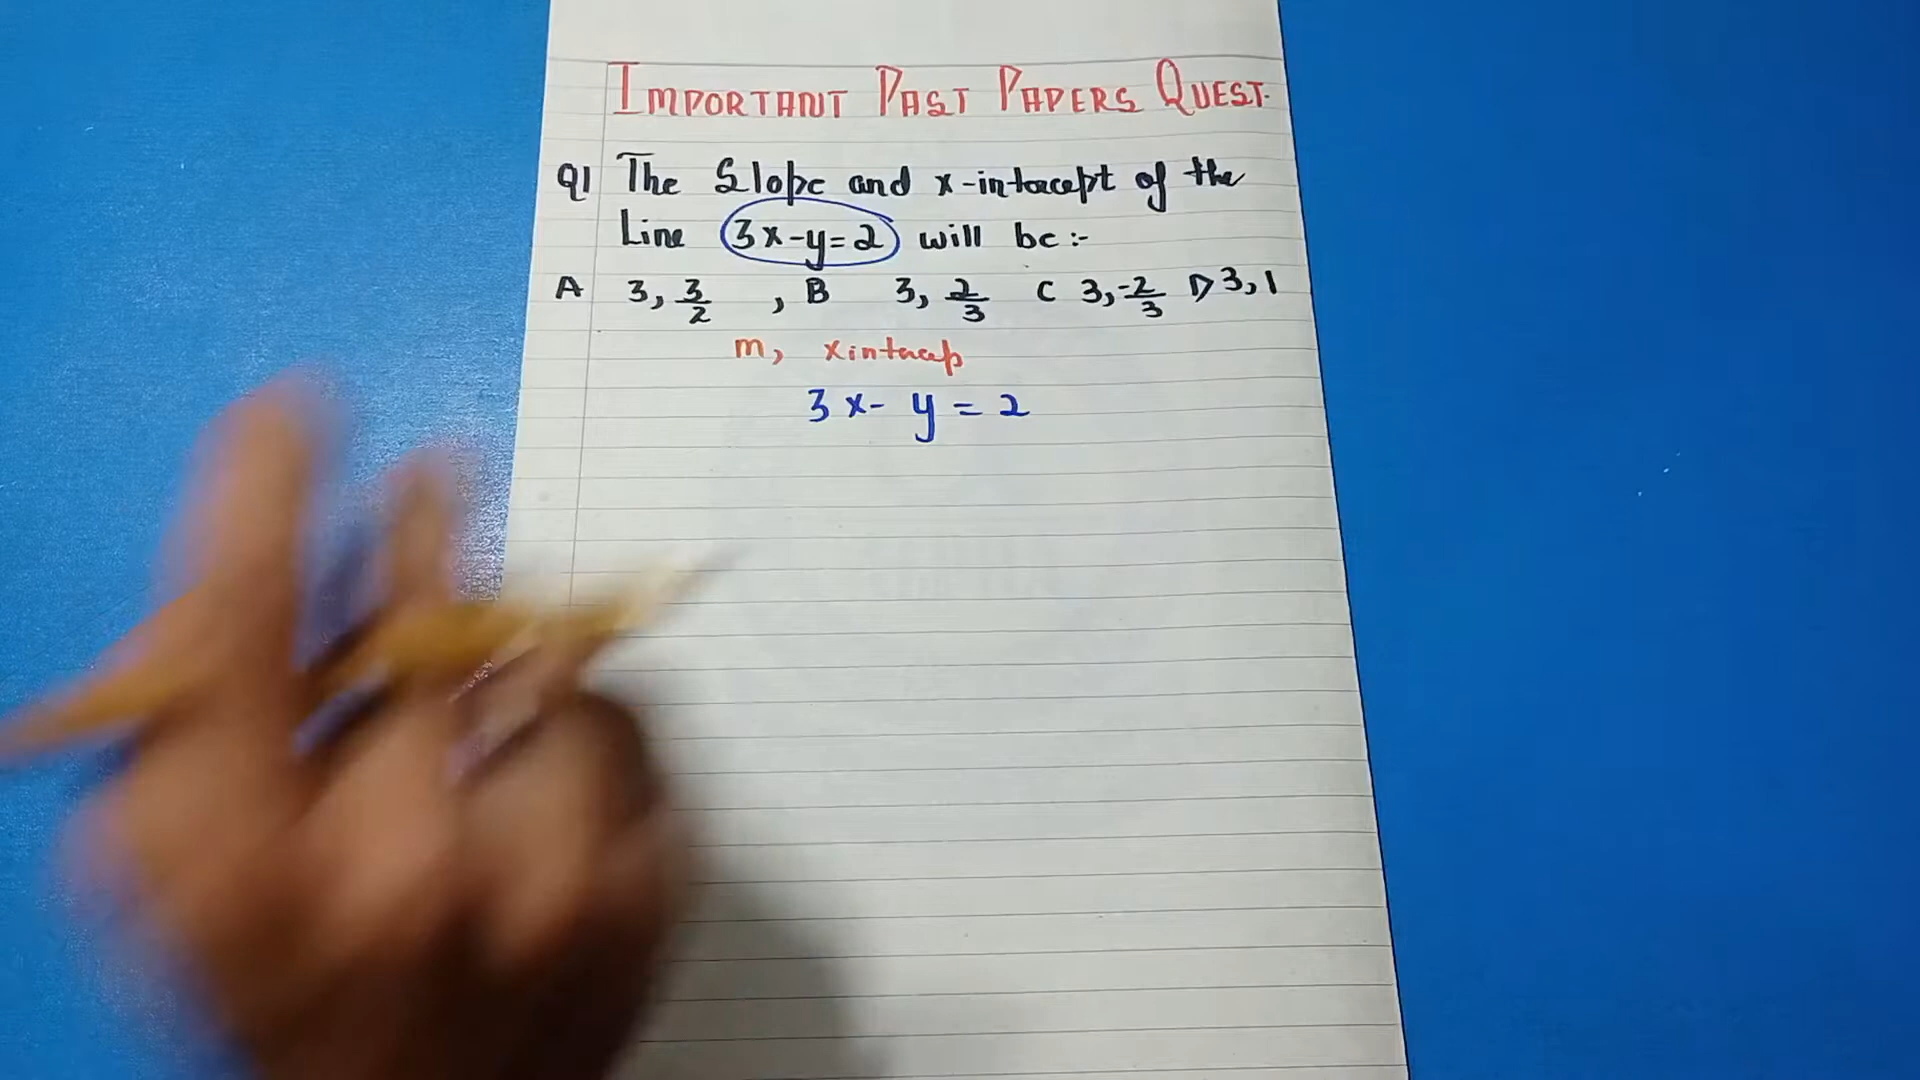 IMPORTANT PAST PAPERS QUEST.
Q1 The Slope and x-intercept of the
Line 3x-y=2 will be :-
A 3, 3/2 , B 3, 2/3 C 3, -2/3 D 3, 1
m, xintercep
3x - y = 2